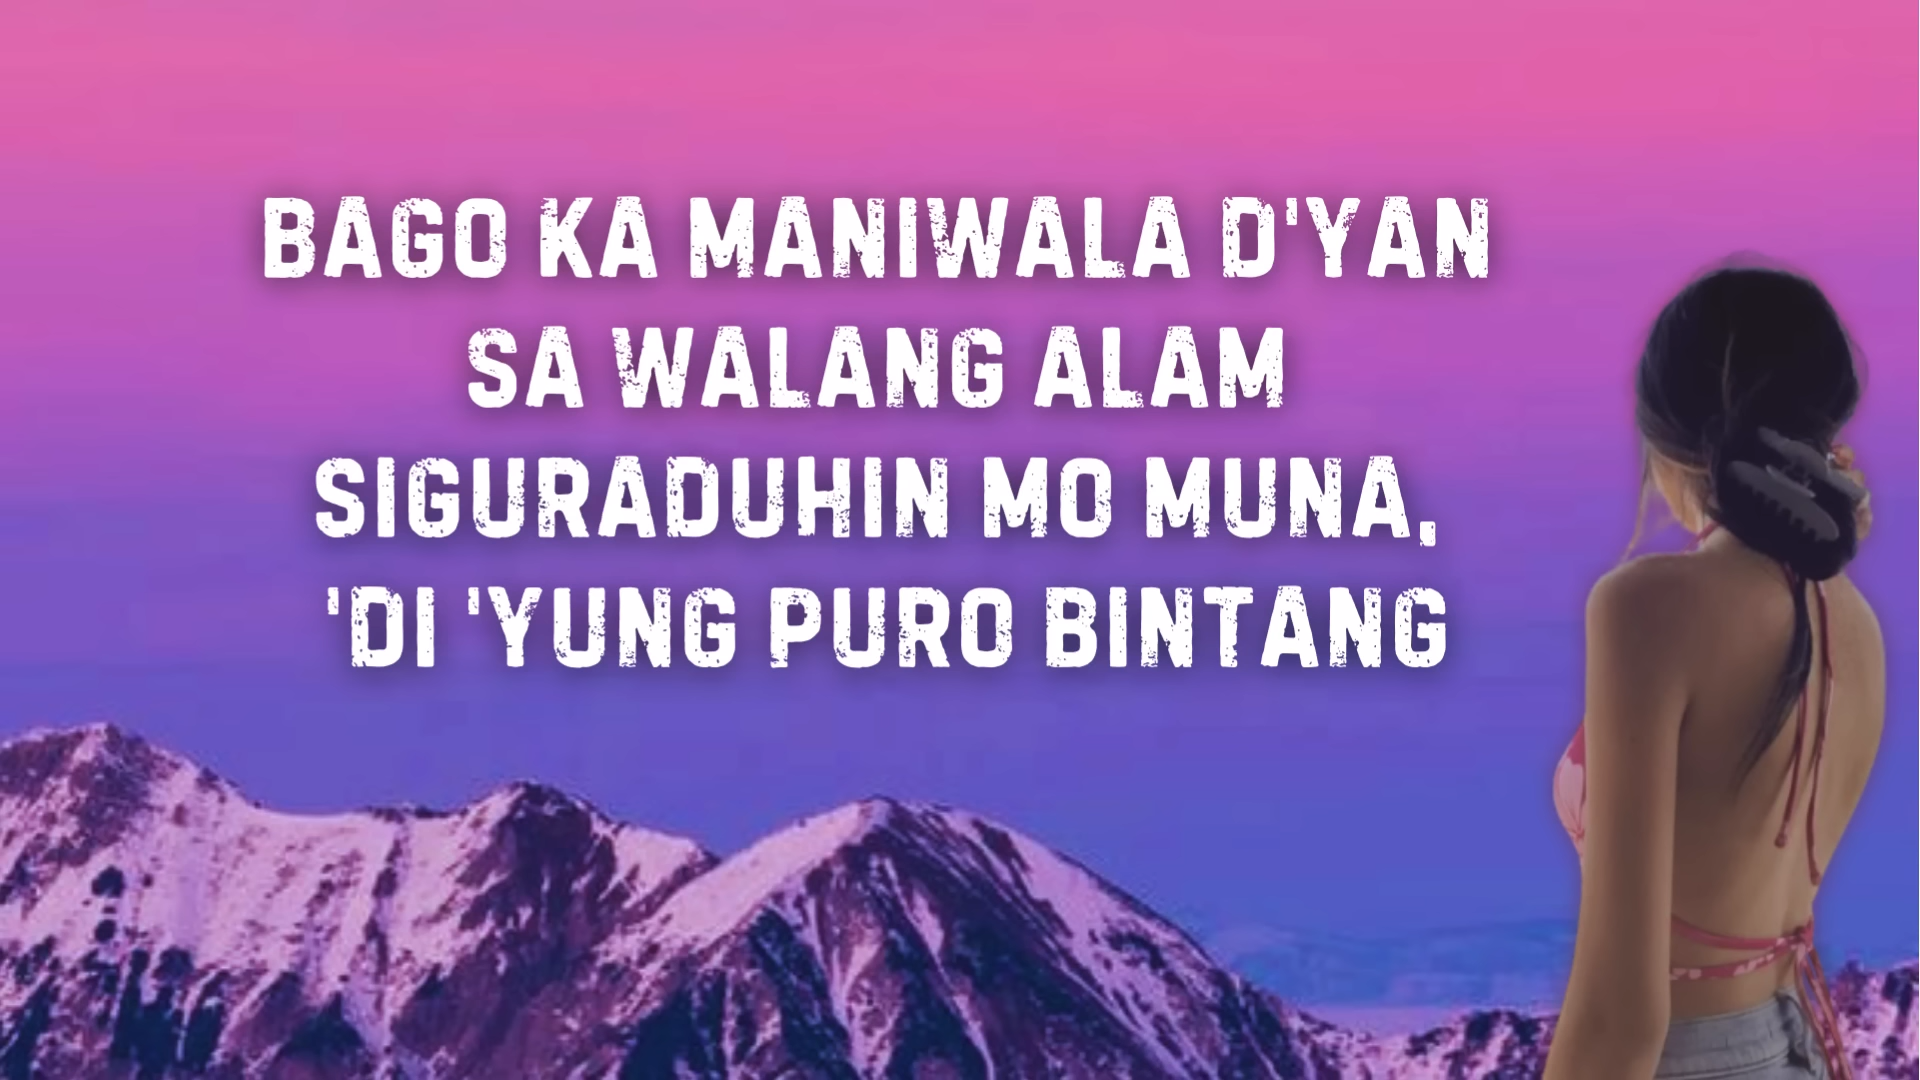 BAGO KA MANIWALA D'YAN
SA WALANG ALAM
SIGURADUHIN MO MUNA,
'DI 'YUNG PURO BINTANG